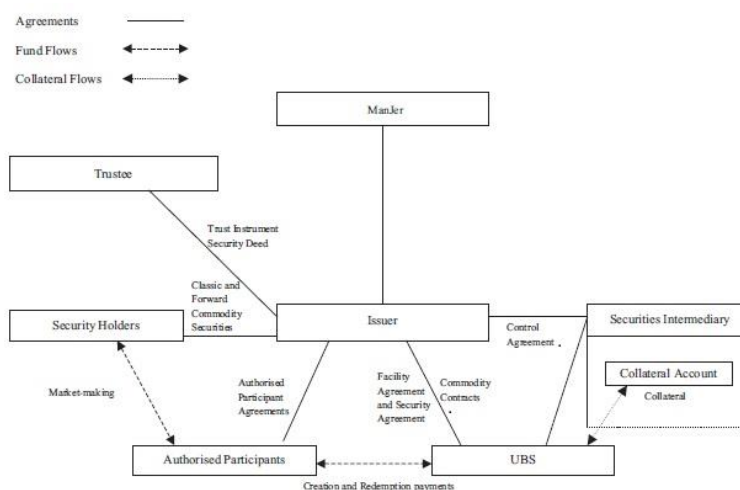 Agreements
Fund Flows
Collateral Flows
ManJer
Trustee
Trust Instrument
Security Deed
Classic and
Forward
Commodity
Securities
Security Holders
Issuer
Securities Intermediary
Control
Agreement
Collateral Account
Collateral
Market-making
Authorised
Participant
Agreements
Facility
Agreement
and Security
Agreement
Commodity
Contracts
Authorised Participants
UBS
Creation and Redemption payments